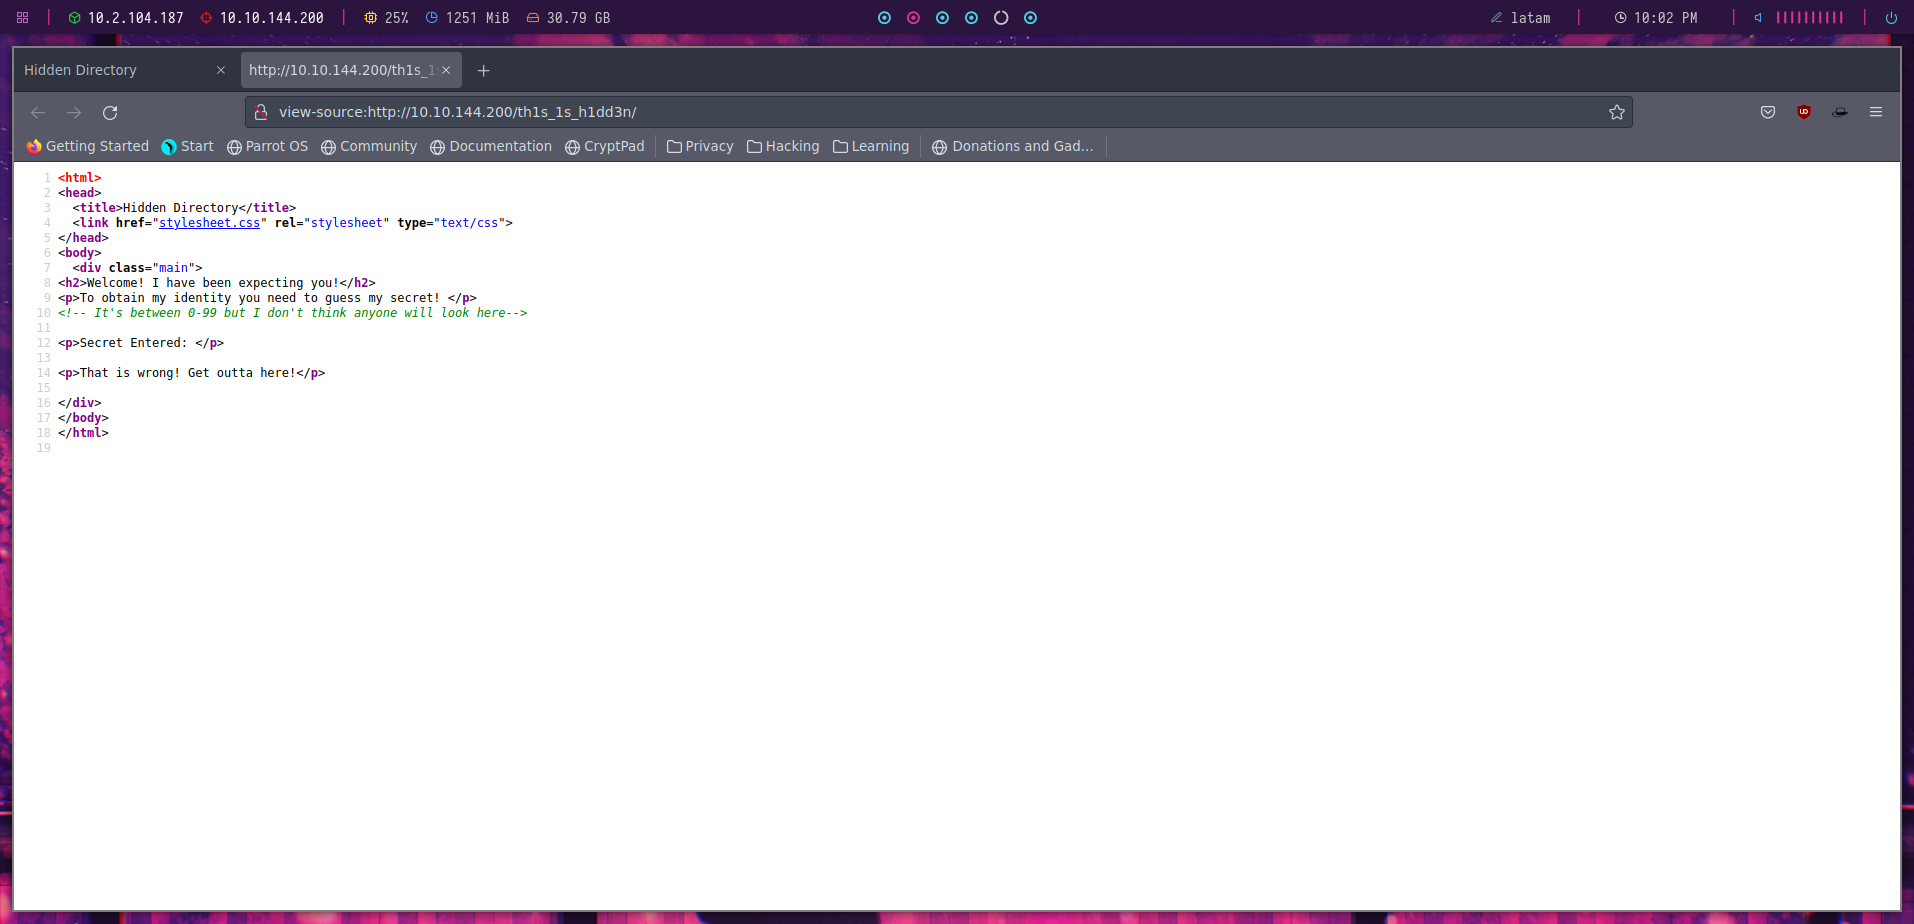 10.2.104.187 10.10.144.200 25% 1251 MiB 30.79 GB latam 10:02 PM
Hidden Directory http://10.10.144.200/th1s_1s
view-source:http://10.10.144.200/th1s_1s_h1dd3n/
Getting Started Start Parrot OS Community Documentation CryptPad Privacy Hacking Learning Donations and Gad...
1 <html>
2 <head>
3 <title>Hidden Directory</title>
4 <link href="stylesheet.css" rel="stylesheet" type="text/css">
5 </head>
6 <body>
7 <div class="main">
8 <h2>Welcome! I have been expecting you!</h2>
9 <p>To obtain my identity you need to guess my secret! </p>
10 <!-- It's between 0-99 but I don't think anyone will look here-->
11
12 <p>Secret Entered: </p>
13
14 <p>That is wrong! Get outta here!</p>
15
16 </div>
17 </body>
18 </html>
19